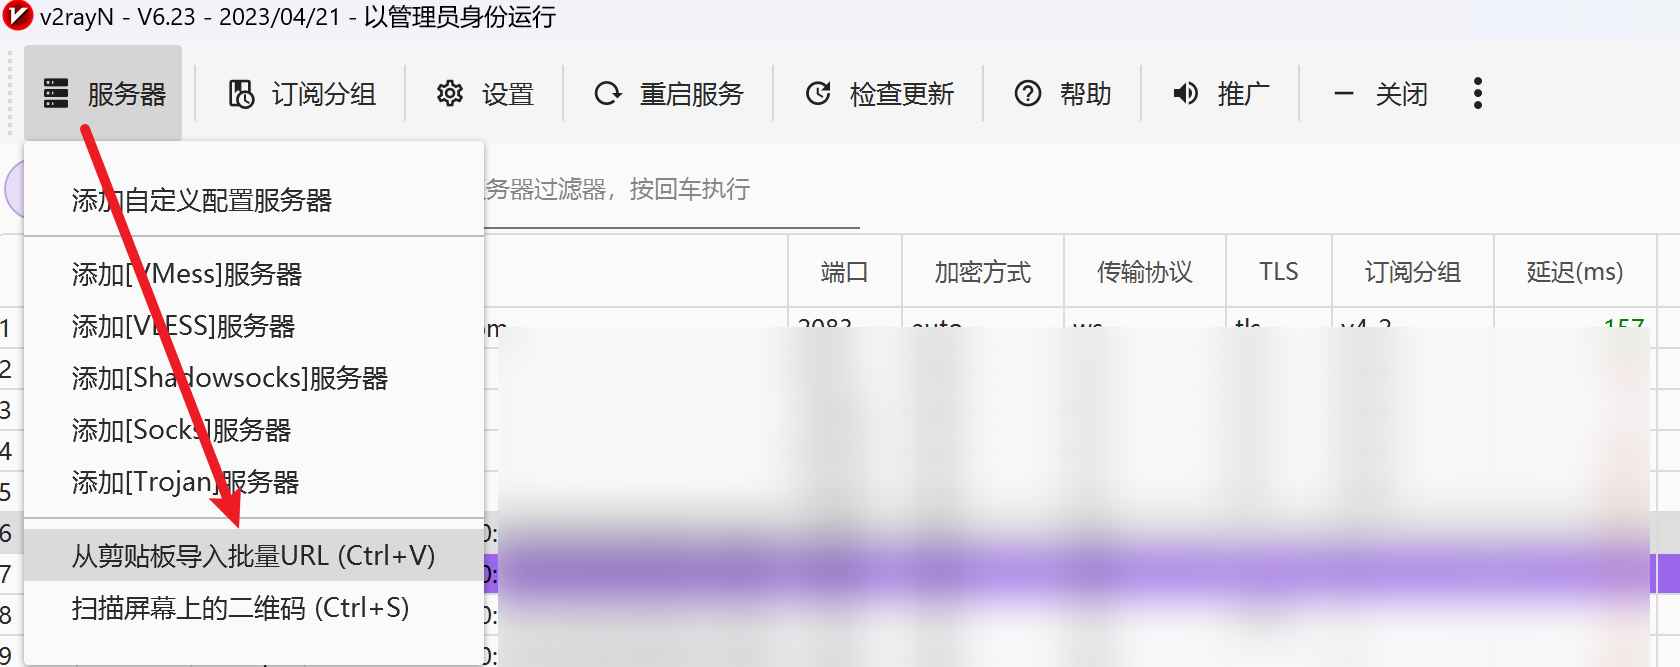 v2rayN - V6.23 - 2023/04/21 - 以管理员身份运行
服务器 订阅分组 设置 重启服务 检查更新 帮助 推广 关闭
添加自定义配置服务器
务器过滤器，按回车执行
添加[VMess]服务器
端口 加密方式 传输协议 TLS 订阅分组 延迟(ms)
添加[VLESS]服务器
1 om 2083 auto ws tls v4-2 157
添加[Shadowsocks]服务器
2
添加[Socks]服务器
3
4
添加[Trojan]服务器
5
6 0:
从剪贴板导入批量URL (Ctrl+V)
7 0:
扫描屏幕上的二维码 (Ctrl+S)
8 0:
9 0: